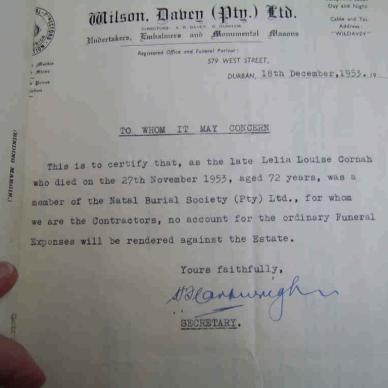 Wilson, Davey (Pty.) Ltd.
Undertakers, Embalmers and Monumental Masons
Day and Night
Cable and Tel.
Address:
"WILDAVEY"
Registered Office and Funeral Parlour:
579 WEST STREET,
DURBAN, 18th December, 1953. 19
TO WHOM IT MAY CONCERN
This is to certify that, as the late Lelia Louise Cornah
who died on the 27th November 1953, aged 72 years, was a
member of the Natal Burial Society (Pty) Ltd., for whom
we are the Contractors, no account for the ordinary Funeral
Expenses will be rendered against the Estate.
Yours faithfully,
SECRETARY.
(BINDING MARGIN)